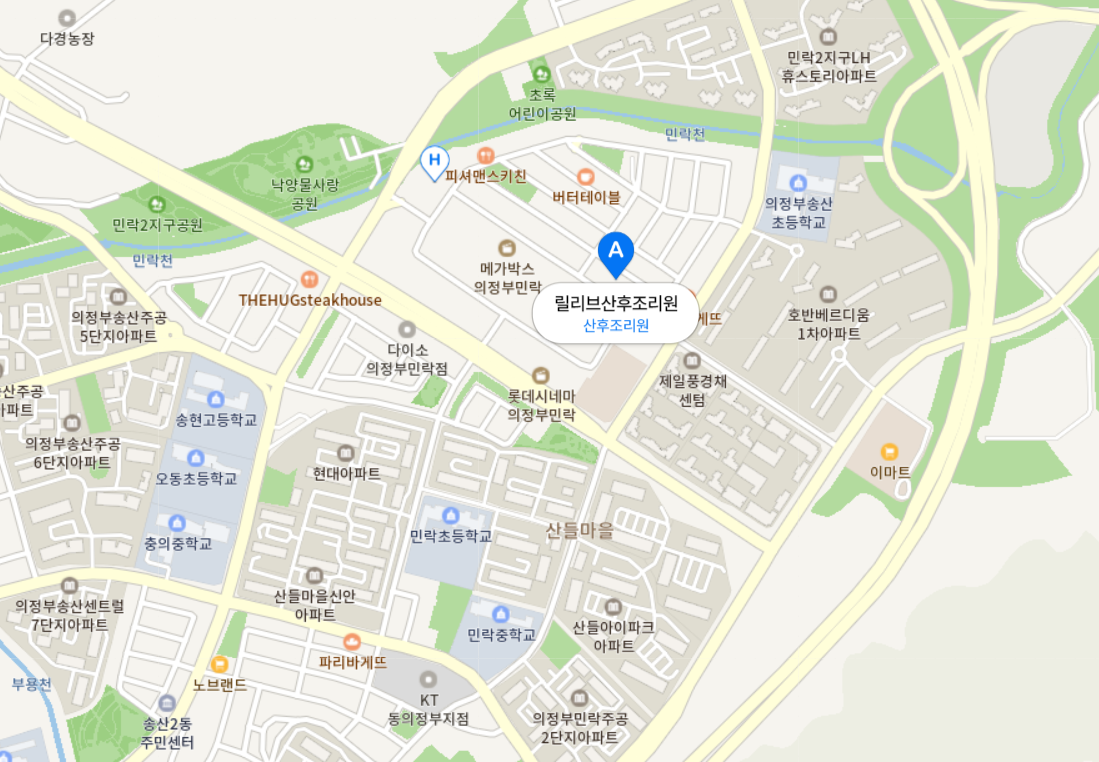 다경농장
민락2지구LH
휴스토리아파트
초록
어린이공원
민락천
H
피셔맨스키친
낙양물사랑
공원
버터테이블
의정부송산
초등학교
민락2지구공원
민락천
A
메가박스
의정부민락
THEHUGsteakhouse
릴리브산후조리원
산후조리원
게뜨
의정부송산주공
5단지아파트
호반베르디움
1차아파트
다이소
의정부민락점
제일풍경채
센텀
롯데시네마
의정부민락
산주공
아파트
송현고등학교
의정부송산주공
6단지아파트
현대아파트
이마트
오동초등학교
민락초등학교
산들마을
충의중학교
산들마을신안
아파트
의정부송산센트럴
7단지아파트
민락중학교
산들아이파크
아파트
파리바게뜨
부용천
노브랜드
KT
동의정부지점
송산2동
주민센터
의정부민락주공
2단지아파트